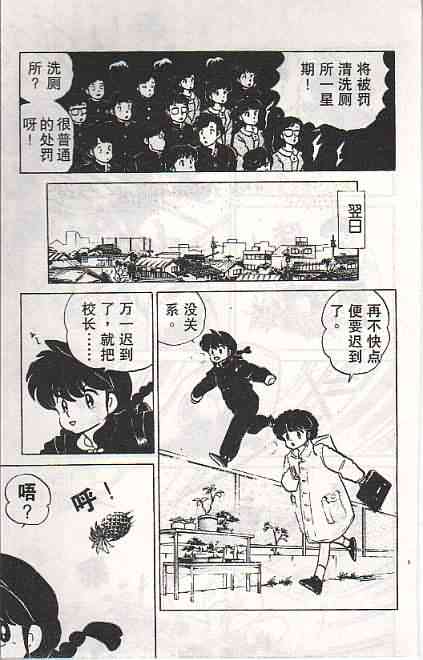 将被罚
清洗厕
所一星
期！
洗厕
所？
很普通
的处罚
呀！
翌日
再不快点
便要迟到
了。
没关
系。
万一迟到
了，就把
校长……
呼！
唔？